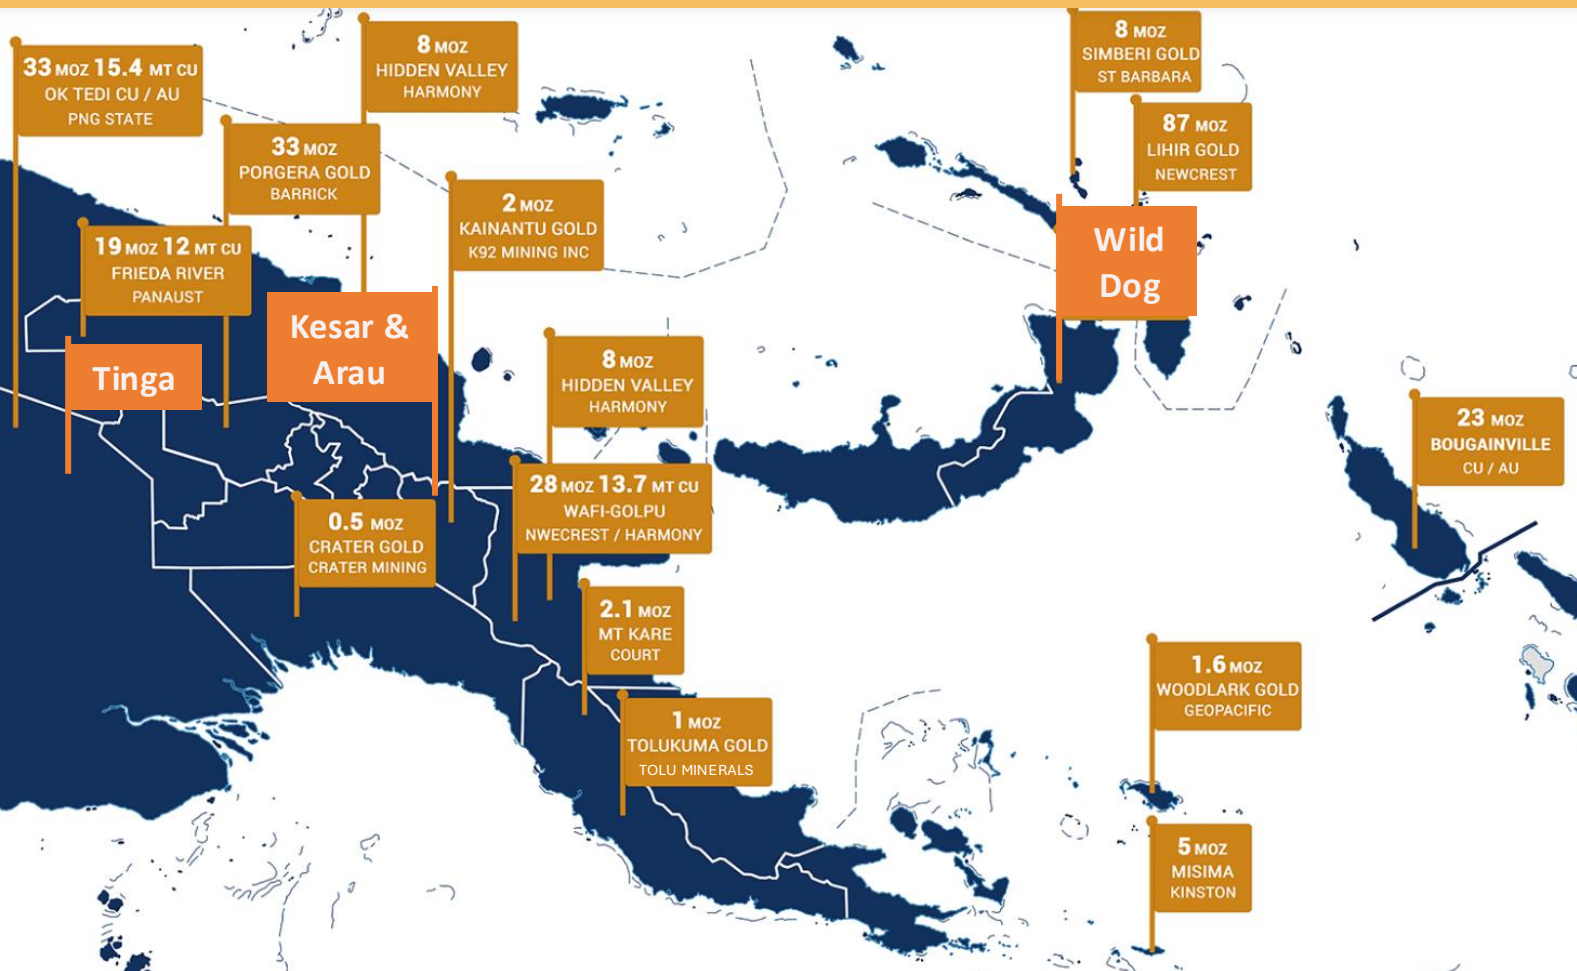 33 MOZ 15.4 MT CU
OK TEDI CU / AU
PNG STATE
8 MOZ
HIDDEN VALLEY
HARMONY
8 MOZ
SIMBERI GOLD
ST BARBARA
33 MOZ
PORGERA GOLD
BARRICK
87 MOZ
LIHIR GOLD
NEWCREST
2 MOZ
KAINANTU GOLD
K92 MINING INC
19 MOZ 12 MT CU
FRIEDA RIVER
PANAUST
Wild
Dog
Kesar &
Arau
Tinga
8 MOZ
HIDDEN VALLEY
HARMONY
23 MOZ
BOUGAINVILLE
CU / AU
28 MOZ 13.7 MT CU
WAFI-GOLPU
NWECREST / HARMONY
0.5 MOZ
CRATER GOLD
CRATER MINING
2.1 MOZ
MT KARE
COURT
1.6 MOZ
WOODLARK GOLD
GEOPACIFIC
1 MOZ
TOLUKUMA GOLD
TOLU MINERALS
5 MOZ
MISIMA
KINSTON